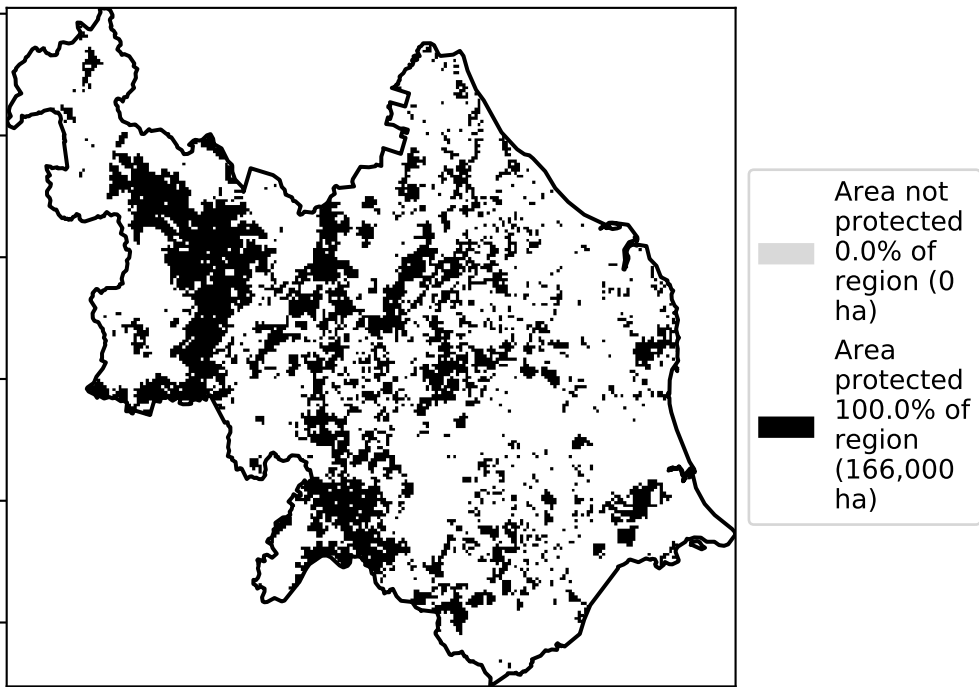 Area not
protected
0.0% of
region (0
ha)
Area
protected
100.0% of
region
(166,000
ha)